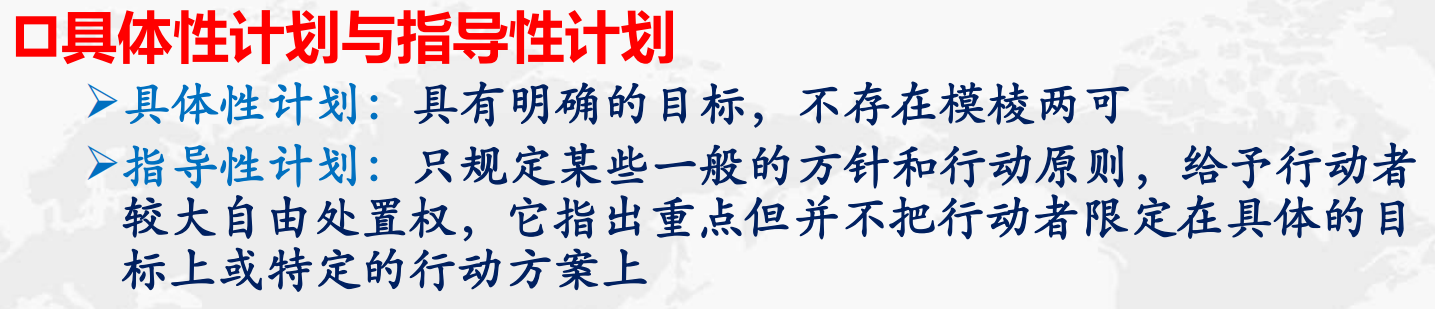 具体性计划与指导性计划
具体性计划：具有明确的目标，不存在模棱两可
指导性计划：只规定某些一般的方针和行动原则，给予行动者
较大自由处置权，它指出重点但并不把行动者限定在具体的目
标上或特定的行动方案上